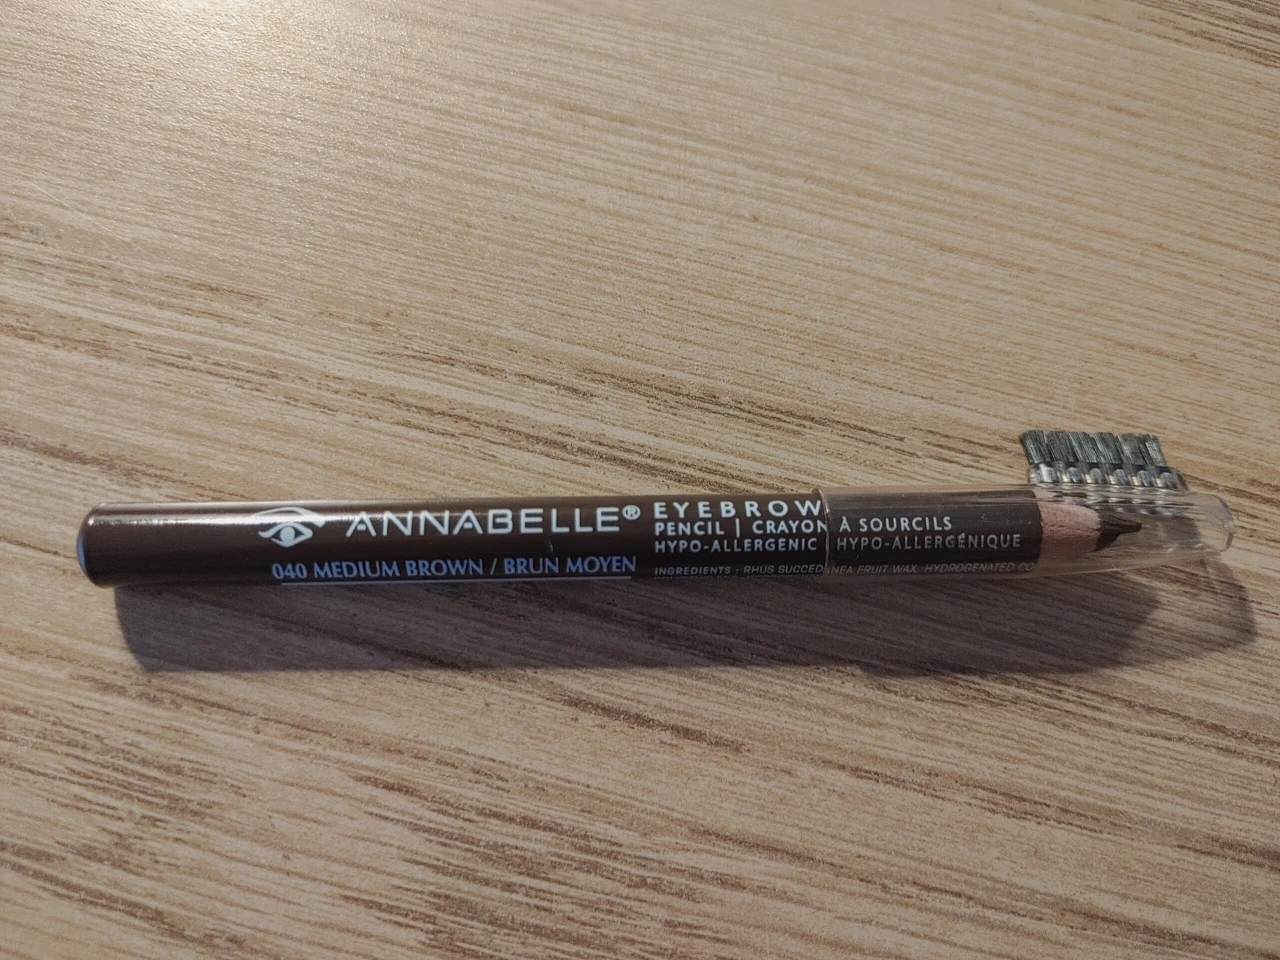 ANNABELLE®
040 MEDIUM BROWN / BRUN MOYEN
EYEBROW
PENCIL | CRAYON À SOURCILS
HYPO-ALLERGENIC HYPO-ALLERGÉNIQUE
INGREDIENTS : RHUS SUCCEDANEA FRUIT WAX, HYDROGENATED CO